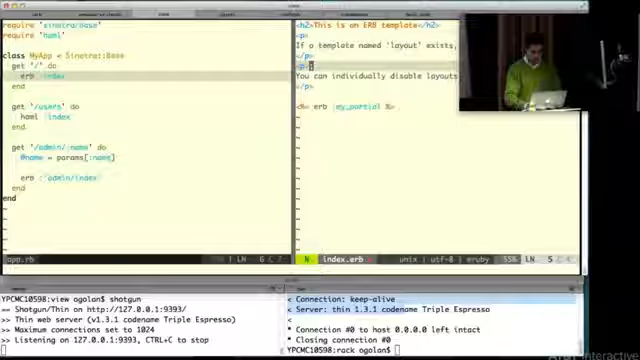 require 'sinatra/base'
require 'haml'
class MyApp < Sinatra::Base
get '/' do
erb :index
end
get '/users' do
haml :index
end
get '/admin/:name' do
@name = params[:name]
erb :'admin/index'
end
end
app.rb
<h2>This is an ERB template</h2>
<p>
If a template named 'layout' exists,
</p>
<p>
You can individually disable layouts
</p>
<%= erb :my_partial %>
N
index.erb
unix | utf-8 | eruby
55%
LN 5
YPCMC10598:view ogolan$ shotgun
== Shotgun/Thin on http://127.0.0.1:9393/
>> Thin web server (v1.3.1 codename Triple Espresso)
>> Maximum connections set to 1024
>> Listening on 127.0.0.1:9393, CTRL+C to stop
< Connection: keep-alive
< Server: thin 1.3.1 codename Triple Espresso
<
* Connection #0 to host 0.0.0.0 left intact
* Closing connection #0
YPCMC10598:rack ogolan$